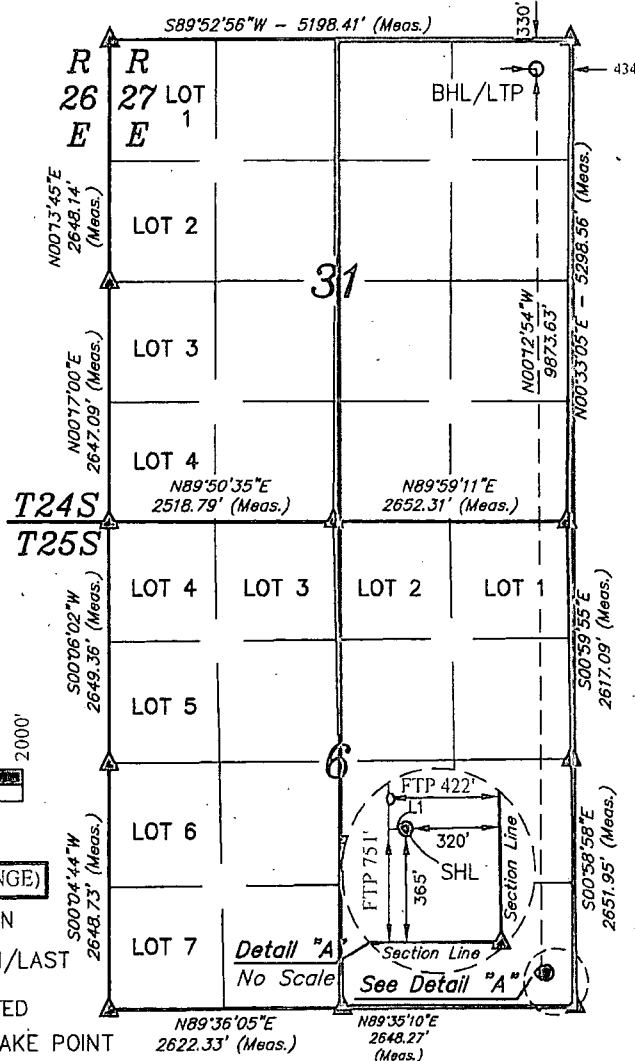 S89°52'56"W - 5198.41' (Meas.)
330'
R R
26 27 LOT
1
E E
BHL/LTP
434
N00°13'45"E
2648.14'
(Meas.)
LOT 2
31
N00°12'54"W
9873.63'
N00°33'05"E - 5298.56' (Meas.)
N00°17'00"E
2647.09' (Meas.)
LOT 3
LOT 4
N89°50'35"E
2518.79' (Meas.)
N89°59'11"E
2652.31' (Meas.)
T24S
T25S
S00°06'02"W
2649.36' (Meas.)
LOT 4
LOT 3
LOT 2
LOT 1
S00°59'55"E
2617.09' (Meas.)
LOT 5
2000'
6
FTP 422'
L1
320'
SHL
FTP 751'
365'
Section Line
Section Line
S00°04'44"W
2648.73' (Meas.)
LOT 6
LOT 7
S00°58'58"E
2651.95' (Meas.)
Detail "A"
No Scale
See Detail "A"
NGE)
N
/LAST
TED
AKE POINT
N89°36'05"E
2622.33' (Meas.)
N89°35'10"E
2648.27'
(Meas.)